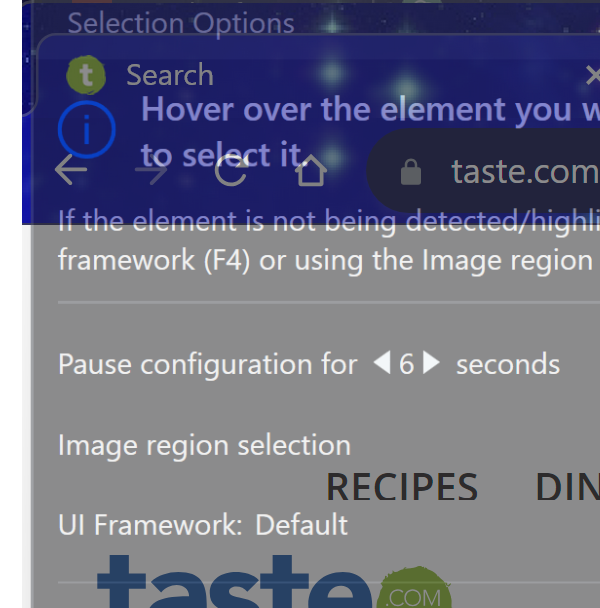 Selection Options
t Search
Hover over the element you w
to select it.
taste.com
If the element is not being detected/highli
framework (F4) or using the Image region
Pause configuration for 6 seconds
Image region selection
RECIPES DIN
UI Framework: Default
taste .COM